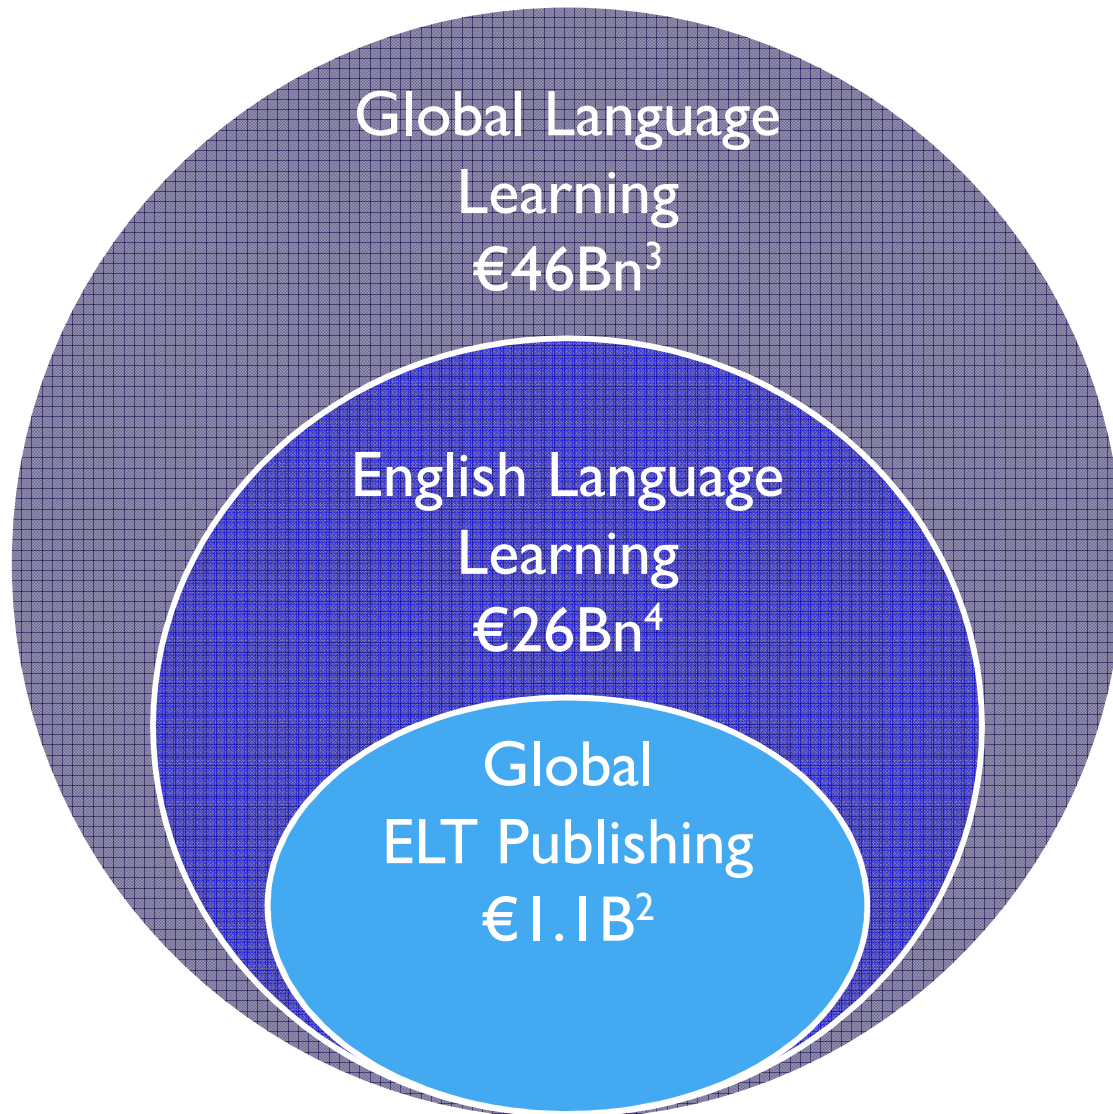 Global Language
Learning
€46Bn³
English Language
Learning
€26Bn⁴
Global
ELT Publishing
€1.1B²